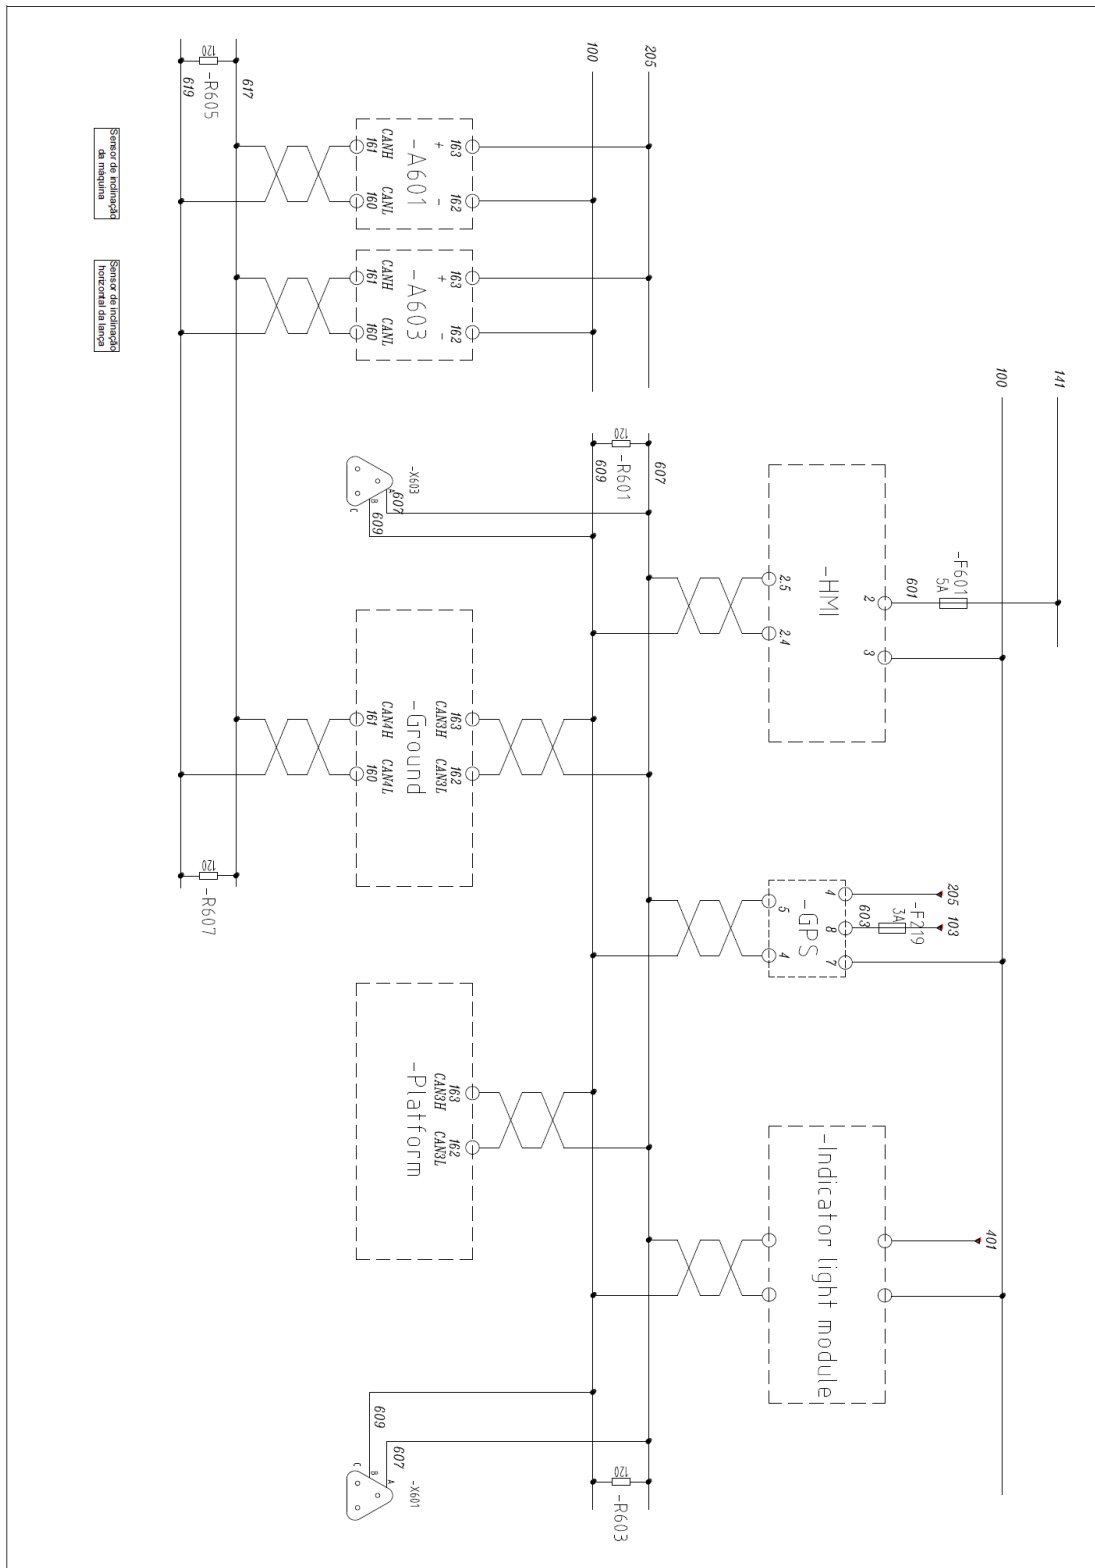 141
100
401
-F601
5A
205
103
-F219
3A
601
603
2
3
4
8
7
-HMI
-GPS
-Indicator light module
2.5
2.4
5
4
205
607
120
-R601
120
-R603
100
609
163
+
162
-
163
+
162
-
163
CAN3H
162
CAN3L
163
CAN3H
162
CAN3L
-A601
-A603
-Ground
-Platform
CANH
161
CANL
160
CANH
161
CANL
160
CAN4H
161
CAN4L
160
-X603
A
607
B
609
C
609
607
-X601
A
B
C
617
120
-R605
120
-R607
619
Sensor de inclinação
da máquina
Sensor de inclinação
horizontal da lança